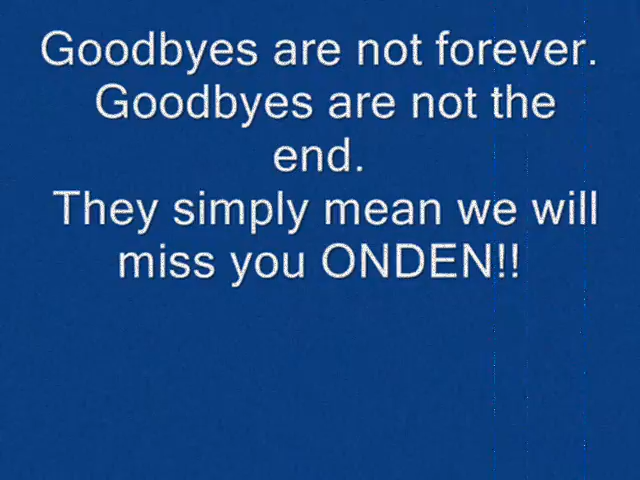 Goodbyes are not forever.
Goodbyes are not the
end.
They simply mean we will
miss you ONDEN!!